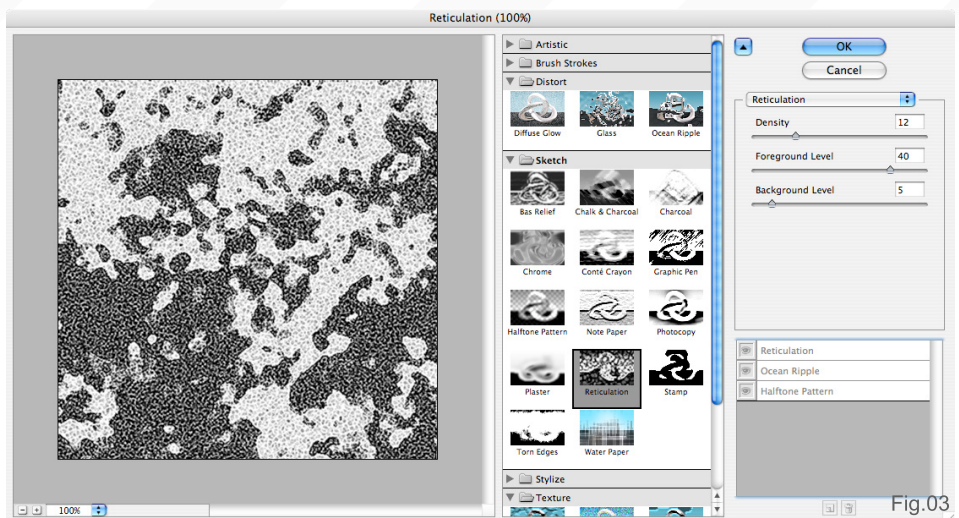 Reticulation (100%)
Artistic
Brush Strokes
Distort
Diffuse Glow
Glass
Ocean Ripple
Sketch
Bas Relief
Chalk & Charcoal
Charcoal
Chrome
Conté Crayon
Graphic Pen
Halftone Pattern
Note Paper
Photocopy
Plaster
Reticulation
Stamp
Torn Edges
Water Paper
Stylize
Texture
OK
Cancel
Reticulation
Density 12
Foreground Level 40
Background Level 5
Reticulation
Ocean Ripple
Halftone Pattern
100%
Fig.03